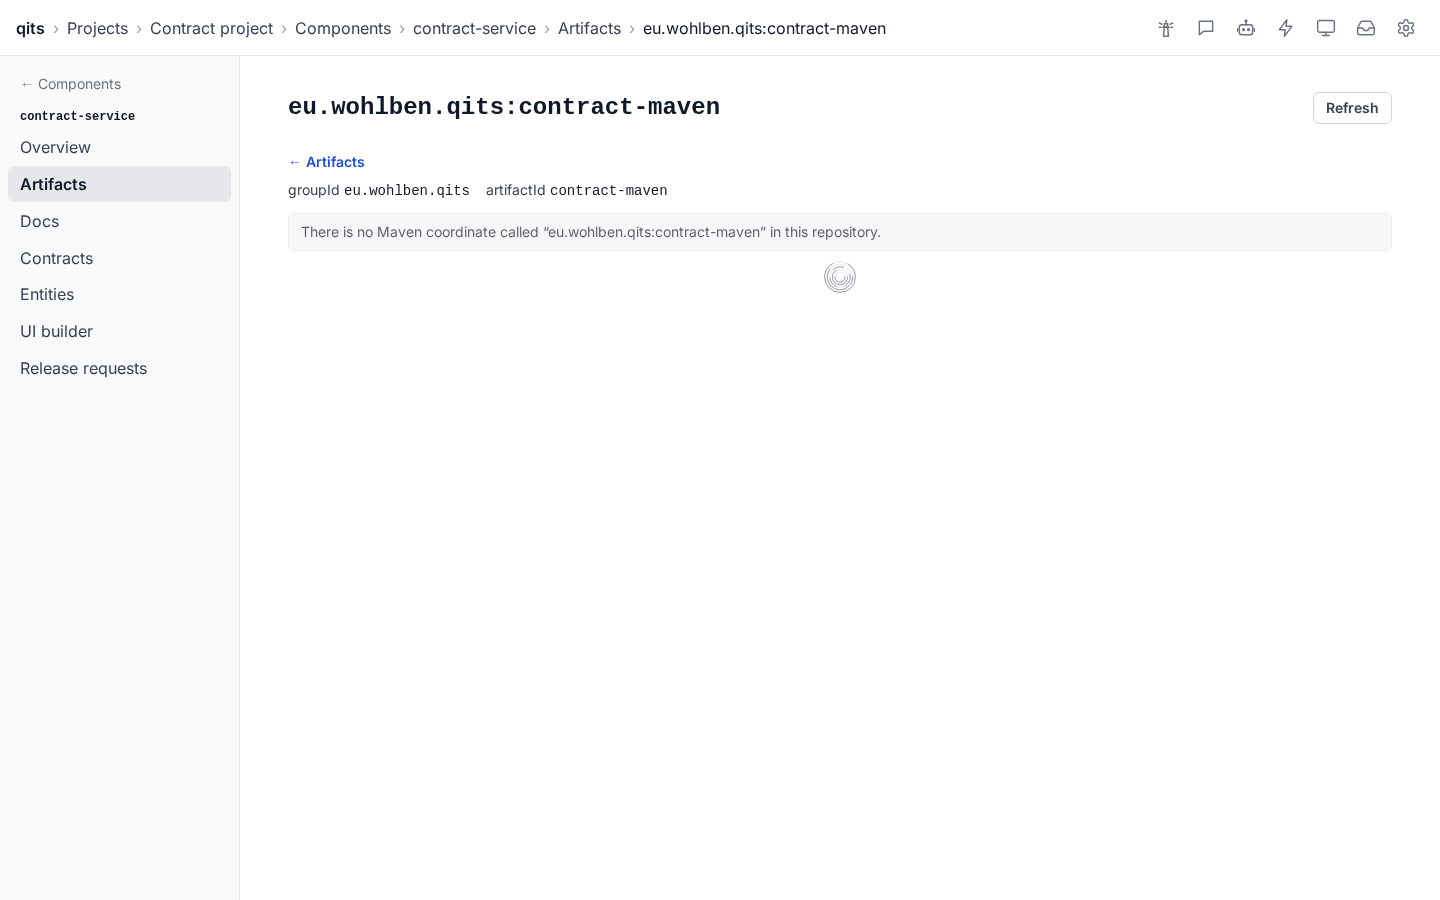 qits › Projects › Contract project › Components › contract-service › Artifacts › eu.wohlben.qits:contract-maven
← Components
contract-service
Overview
Artifacts
Docs
Contracts
Entities
UI builder
Release requests
eu.wohlben.qits:contract-maven
Refresh
← Artifacts
groupId eu.wohlben.qits artifactId contract-maven
There is no Maven coordinate called “eu.wohlben.qits:contract-maven” in this repository.